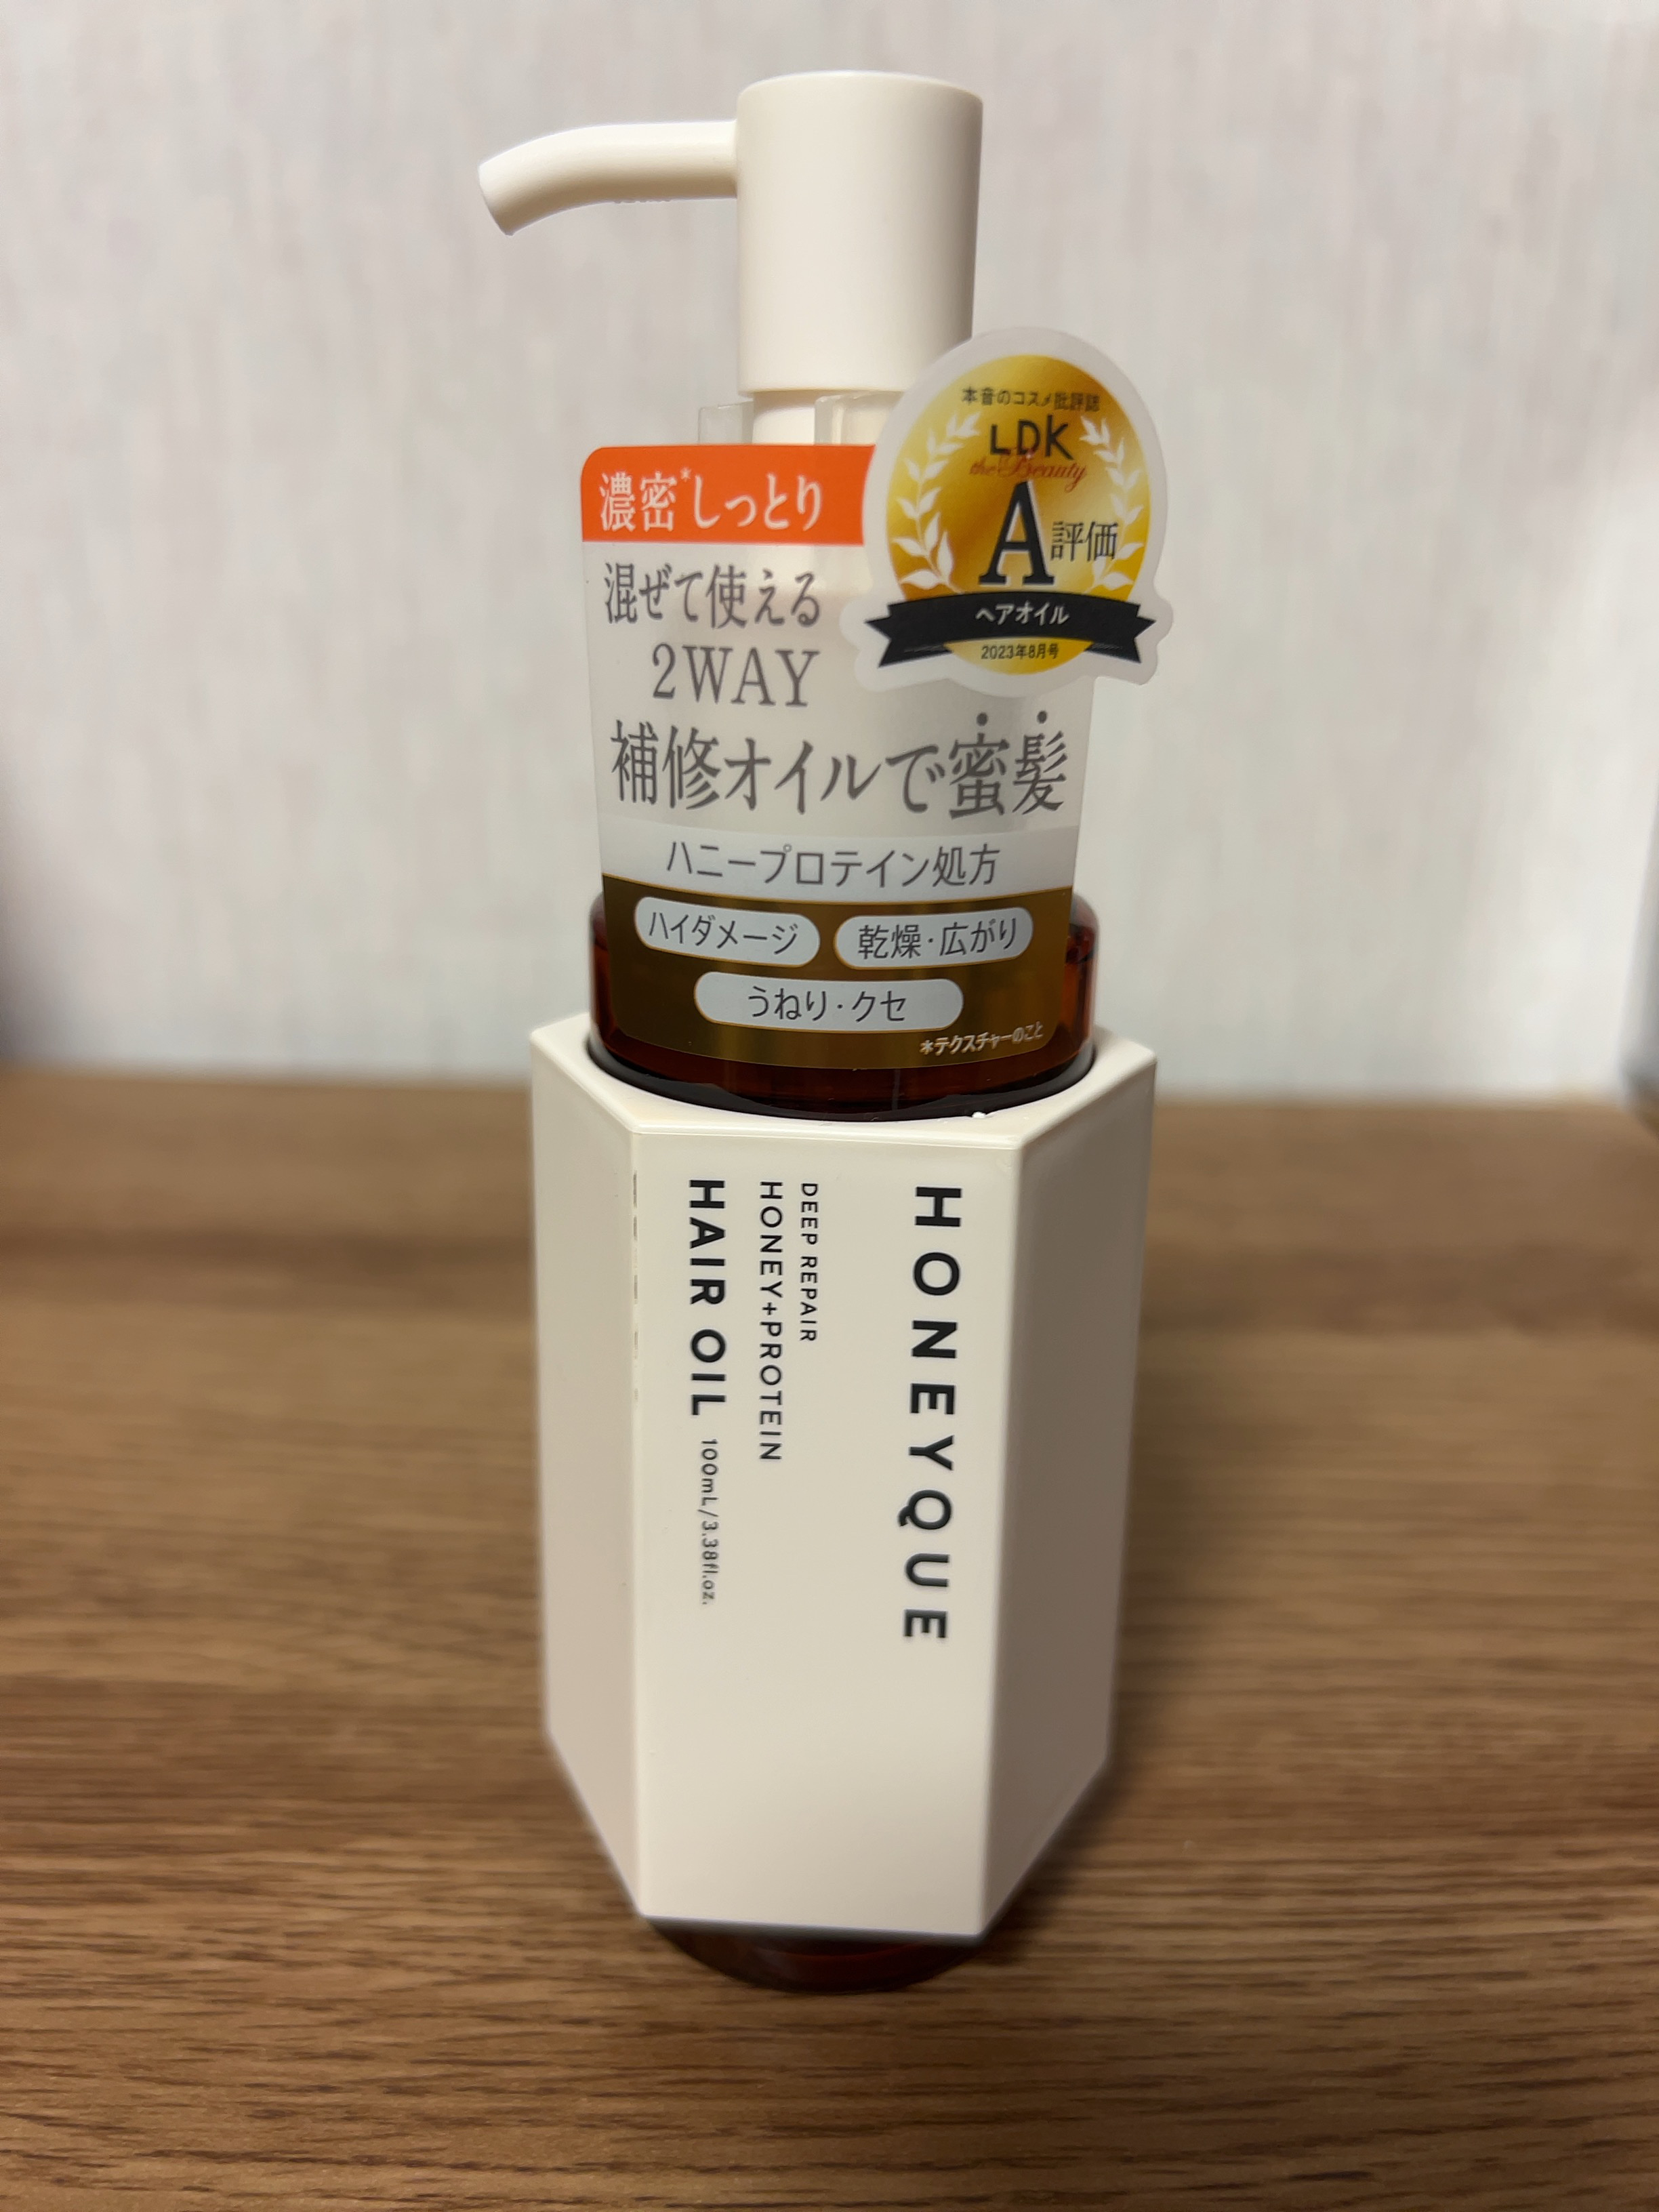 本音のコスメ批評誌
LDK
the Beauty
A評価
ヘアオイル
2023年8月号
濃密*しっとり
混ぜて使える
2WAY
補修オイルで蜜髪
ハニープロテイン処方
ハイダメージ
乾燥・広がり
うねり・クセ
*テクスチャーのこと
HONEYQUE
DEEP REPAIR
HONEY+PROTEIN
HAIR OIL 100mL/3.38fl.oz.